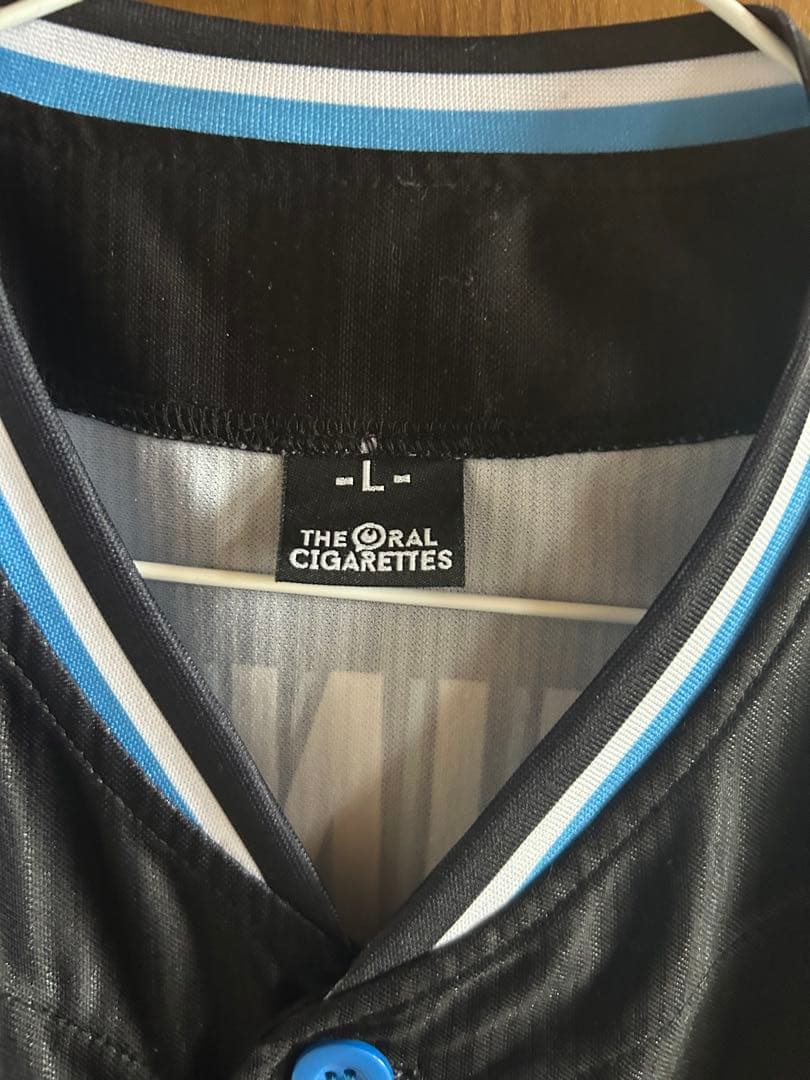 -L-
THE ORAL
CIGARETTES